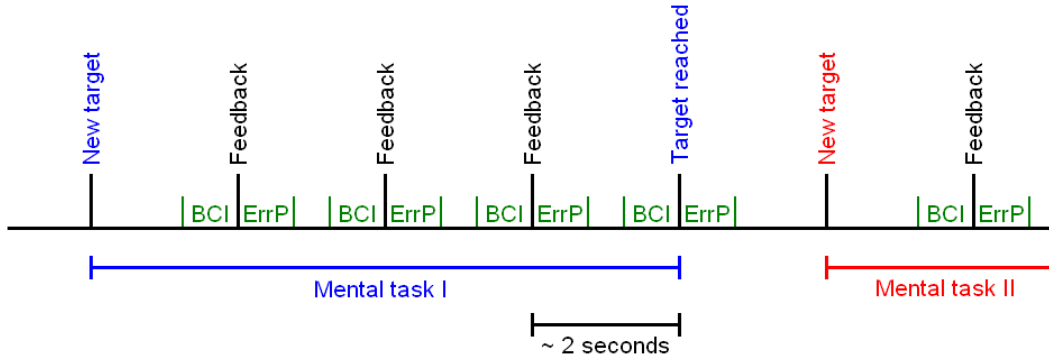 New target
Feedback
Feedback
Feedback
Target reached
New target
Feedback
BCI ErrP
BCI ErrP
BCI ErrP
BCI ErrP
BCI ErrP
Mental task I
Mental task II
~ 2 seconds